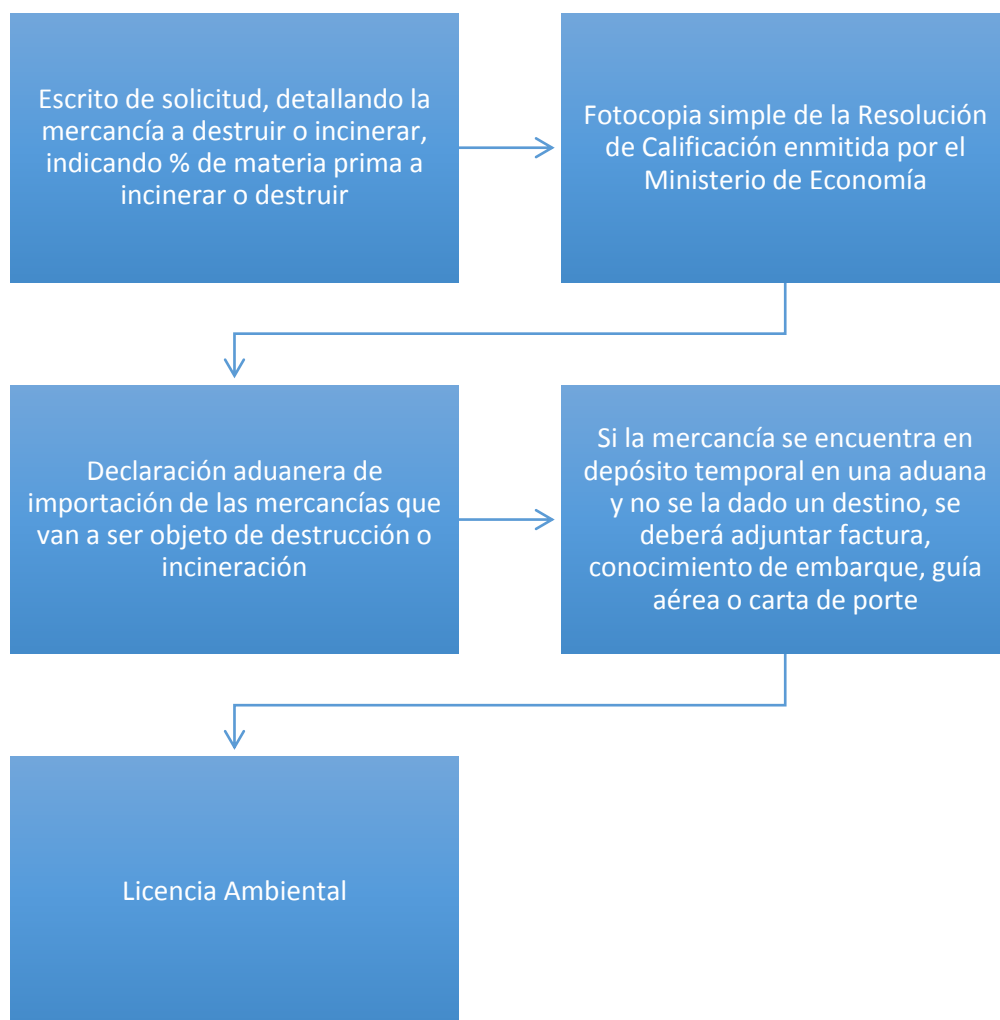 Escrito de solicitud, detallando la
mercancía a destruir o incinerar,
indicando % de materia prima a
incinerar o destruir
Fotocopia simple de la Resolución
de Calificación enmitida por el
Ministerio de Economía
Declaración aduanera de
importación de las mercancías que
van a ser objeto de destrucción o
incineración
Si la mercancía se encuentra en
depósito temporal en una aduana
y no se la dado un destino, se
deberá adjuntar factura,
conocimiento de embarque, guía
aérea o carta de porte
Licencia Ambiental